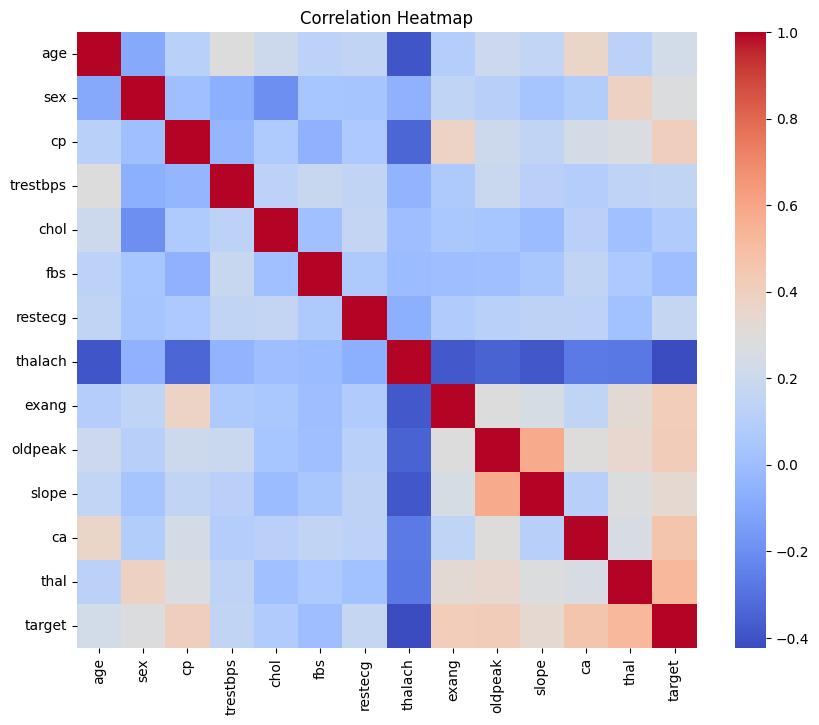 Correlation Heatmap
age
sex
cp
trestbps
chol
fbs
restecg
thalach
exang
oldpeak
slope
ca
thal
target
age
sex
cp
trestbps
chol
fbs
restecg
thalach
exang
oldpeak
slope
ca
thal
target
1.0
0.8
0.6
0.4
0.2
0.0
−0.2
−0.4